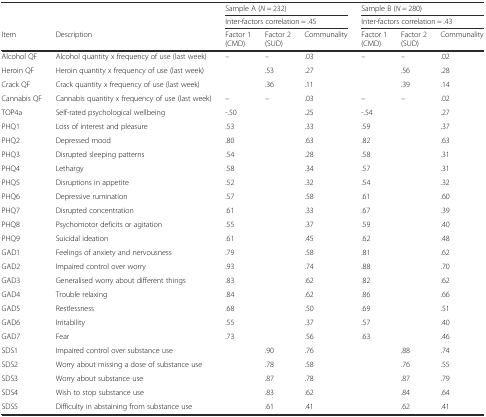 Sample A (N = 232) Sample B (N = 280)
Inter-factors correlation = .45 Inter-factors correlation = .43
Item Description Factor 1 (CMD) Factor 2 (SUD) Communality Factor 1 (CMD) Factor 2 (SUD) Communality
Alcohol QF Alcohol quantity x frequency of use (last week) – – .03 – – .02
Heroin QF Heroin quantity x frequency of use (last week) .53 .27 .56 .28
Crack QF Crack quantity x frequency of use (last week) .36 .11 .39 .14
Cannabis QF Cannabis quantity x frequency of use (last week) – – .03 – – .02
TOP4a Self-rated psychological wellbeing -.50 .25 -.54 .27
PHQ1 Loss of interest and pleasure .53 .33 .59 .37
PHQ2 Depressed mood .80 .63 .82 .63
PHQ3 Disrupted sleeping patterns .54 .28 .58 .31
PHQ4 Lethargy .58 .34 .57 .31
PHQ5 Disruptions in appetite .52 .32 .54 .32
PHQ6 Depressive rumination .57 .58 .61 .60
PHQ7 Disrupted concentration .61 .33 .67 .39
PHQ8 Psychomotor deficits or agitation .55 .37 .59 .40
PHQ9 Suicidal ideation .61 .45 .62 .48
GAD1 Feelings of anxiety and nervousness .79 .58 .81 .62
GAD2 Impaired control over worry .93 .74 .88 .70
GAD3 Generalised worry about different things .83 .62 .82 .62
GAD4 Trouble relaxing .84 .62 .86 .66
GAD5 Restlessness .68 .50 .69 .51
GAD6 Irritability .55 .37 .57 .40
GAD7 Fear .73 .56 .63 .46
SDS1 Impaired control over substance use .90 .76 .88 .74
SDS2 Worry about missing a dose of substance use .78 .58 .76 .55
SDS3 Worry about substance use .87 .78 .87 .79
SDS4 Wish to stop substance use .83 .62 .84 .64
SDS5 Difficulty in abstaining from substance use .61 .41 .62 .41